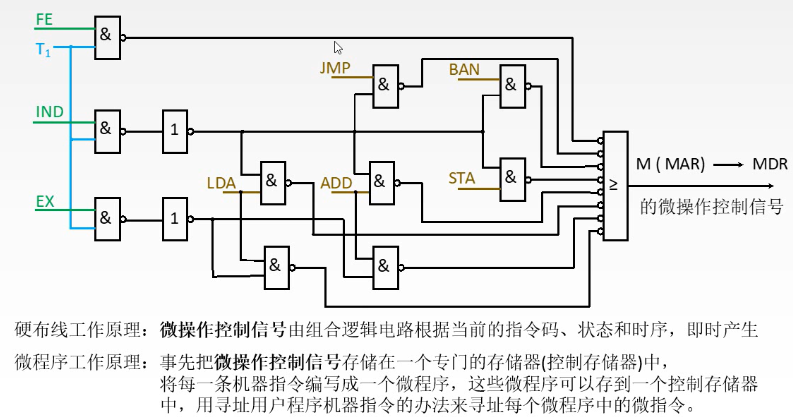 FE
&
T1
JMP
&
BAN
&
IND
&
1
LDA
&
ADD
&
STA
&
≥
M ( MAR) → MDR
的微操作控制信号
EX
&
1
&
&
硬布线工作原理：微操作控制信号由组合逻辑电路根据当前的指令码、状态和时序，即时产生
微程序工作原理：事先把微操作控制信号存储在一个专门的存储器(控制存储器)中，
将每一条机器指令编写成一个微程序，这些微程序可以存到一个控制存储器
中，用寻址用户程序机器指令的办法来寻址每个微程序中的微指令。